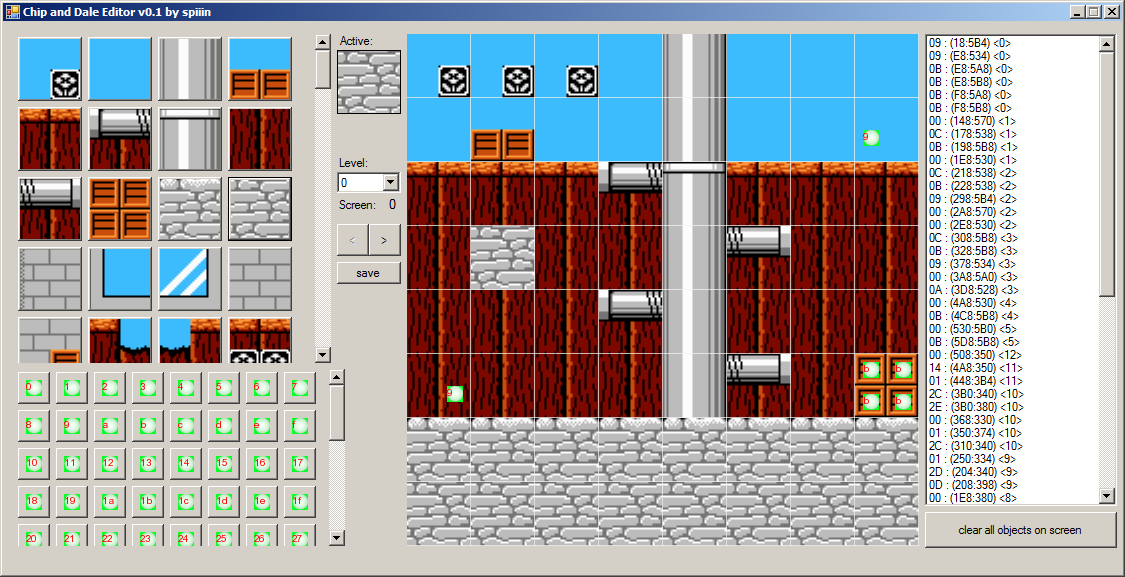 Chip and Dale Editor v0.1 by spiiin
Active:
Level:
0
Screen: 0
<
>
save
0 1 2 3 4 5 6 7
8 9 a b c d e f
10 11 12 13 14 15 16 17
18 19 1a 1b 1c 1d 1e 1f
20 21 22 23 24 25 26 27
9
9
b b
b b
09 : (18:5B4) <0>
09 : (E8:534) <0>
0B : (E8:5A8) <0>
0B : (E8:5B8) <0>
0B : (F8:5A8) <0>
0B : (F8:5B8) <0>
00 : (148:570) <1>
0C : (178:538) <1>
0B : (198:5B8) <1>
00 : (1E8:530) <1>
0C : (218:538) <2>
0B : (228:538) <2>
09 : (298:5B4) <2>
00 : (2A8:570) <2>
00 : (2E8:530) <2>
0C : (308:5B8) <3>
0B : (328:5B8) <3>
09 : (378:534) <3>
00 : (3A8:5A0) <3>
0A : (3D8:528) <3>
00 : (4A8:530) <4>
0B : (4C8:5B8) <4>
00 : (530:5B0) <5>
0B : (5D8:5B8) <5>
00 : (508:350) <12>
14 : (4A8:350) <11>
01 : (448:3B4) <11>
2C : (3B0:340) <10>
2E : (3B0:380) <10>
00 : (368:330) <10>
01 : (350:374) <10>
2C : (310:340) <10>
01 : (250:334) <9>
2D : (204:340) <9>
0D : (208:398) <9>
00 : (1E8:380) <8>
clear all objects on screen